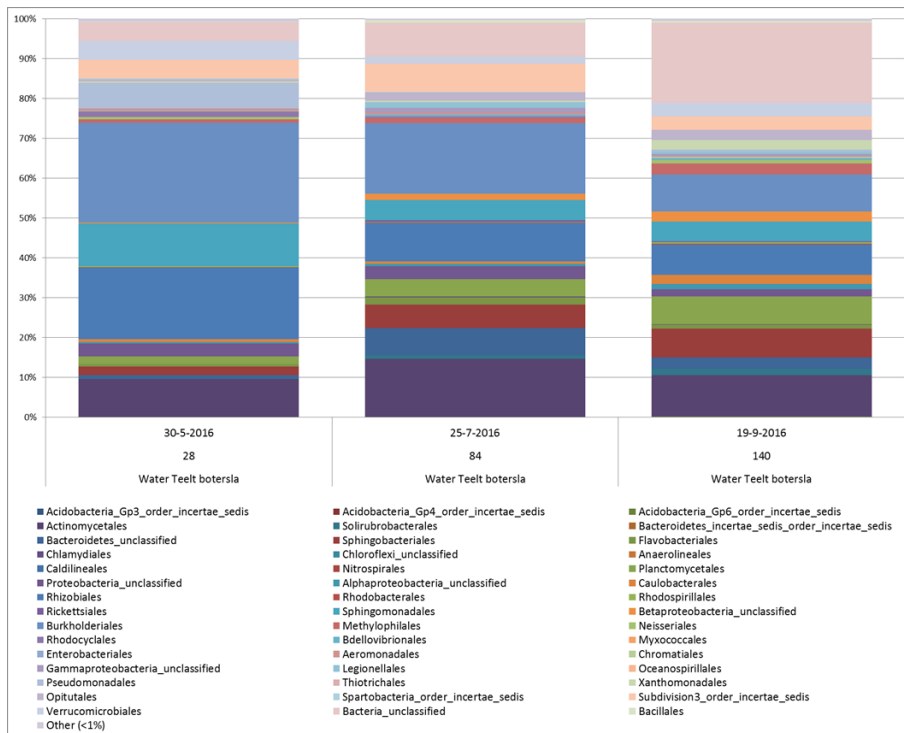 100%
90%
80%
70%
60%
50%
40%
30%
20%
10%
0%
30-5-2016 25-7-2016 19-9-2016
28 84 140
Water Teelt botersla Water Teelt botersla Water Teelt botersla
Acidobacteria_Gp3_order_incertae_sedis Acidobacteria_Gp4_order_incertae_sedis Acidobacteria_Gp6_order_incertae_sedis
Actinomycetales Solirubrobacterales Bacteroidetes_incertae_sedis_order_incertae_sedis
Bacteroidetes_unclassified Sphingobacteriales Flavobacteriales
Chlamydiales Chloroflexi_unclassified Anaerolineales
Caldilineales Nitrospirales Planctomycetales
Proteobacteria_unclassified Alphaproteobacteria_unclassified Caulobacterales
Rhizobiales Rhodobacterales Rhodospirillales
Rickettsiales Sphingomonadales Betaproteobacteria_unclassified
Burkholderiales Methylophilales Neisseriales
Rhodocyclales Bdellovibrionales Myxococcales
Enterobacteriales Aeromonadales Chromatiales
Gammaproteobacteria_unclassified Legionellales Oceanospirillales
Pseudomonadales Thiotrichales Xanthomonadales
Opitutales Spartobacteria_order_incertae_sedis Subdivision3_order_incertae_sedis
Verrucomicrobiales Bacteria_unclassified Bacillales
Other (<1%)